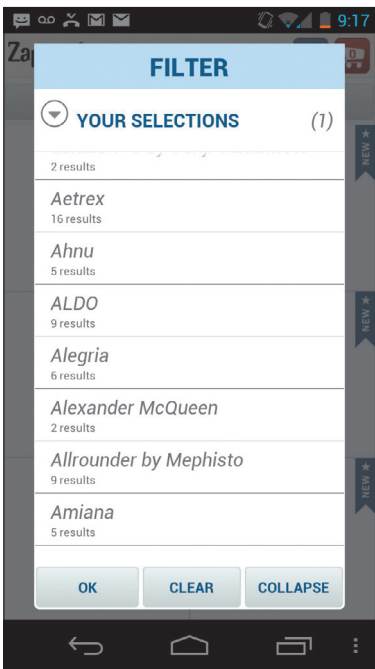 9:17
Za
0
FILTER
YOUR SELECTIONS (1)
2 results
Aetrex
16 results
Ahnu
5 results
ALDO
9 results
Alegria
6 results
Alexander McQueen
2 results
Allrounder by Mephisto
9 results
Amiana
5 results
OK CLEAR COLLAPSE
NEW
NEW
NEW